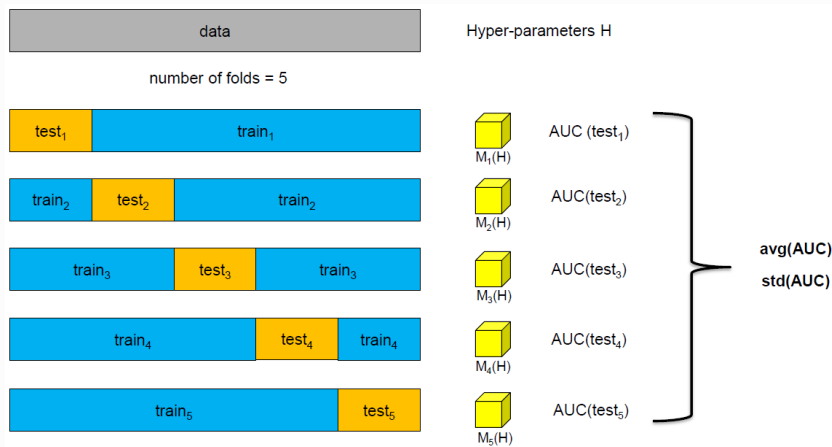 data Hyper-parameters H
number of folds = 5
test₁ train₁ M₁(H) AUC (test₁)
train₂ test₂ train₂ M₂(H) AUC(test₂)
train₃ test₃ train₃ M₃(H) AUC(test₃)
avg(AUC)
std(AUC)
train₄ test₄ train₄ M₄(H) AUC(test₄)
train₅ test₅ M₅(H) AUC(test₅)